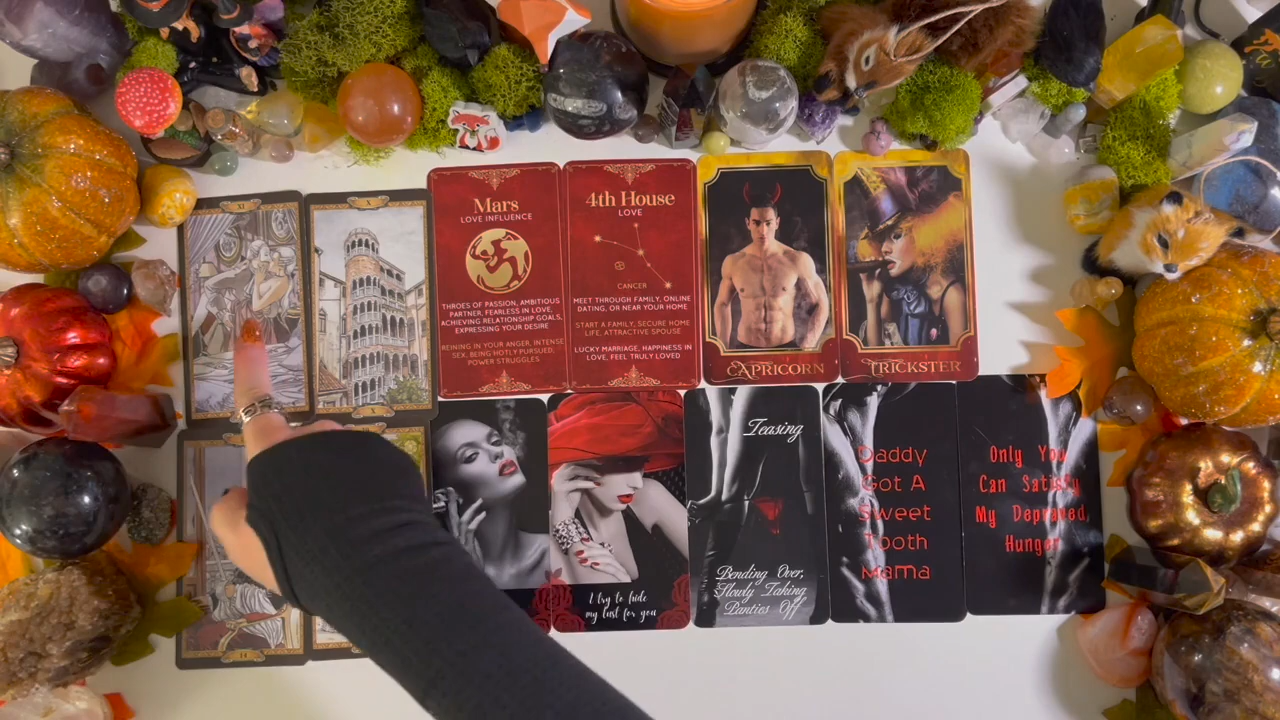 XI
X
Mars
LOVE INFLUENCE
THROES OF PASSION, AMBITIOUS
PARTNER, FEARLESS IN LOVE,
ACHIEVING RELATIONSHIP GOALS,
EXPRESSING YOUR DESIRE
REINING IN YOUR ANGER, INTENSE
SEX, BEING HOTLY PURSUED,
POWER STRUGGLES
4th House
LOVE
CANCER
MEET THROUGH FAMILY, ONLINE
DATING, OR NEAR YOUR HOME
START A FAMILY, SECURE HOME
LIFE, ATTRACTIVE SPOUSE
LUCKY MARRIAGE, HAPPINESS IN
LOVE, FEEL TRULY LOVED
CAPRICORN
TRICKSTER
X
I try to hide
my lust for you
Teasing
Bending Over,
Slowly Taking
Panties Off
Daddy
Got A
Sweet
Tooth
Mama
Only You
Can Satisfy
My Depraved,
Hunger